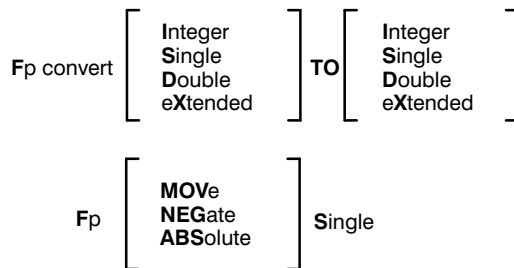 Integer Integer
Single Single
Fp convert Double TO Double
eXtended eXtended
MOVe
Fp NEGate Single
ABSolute